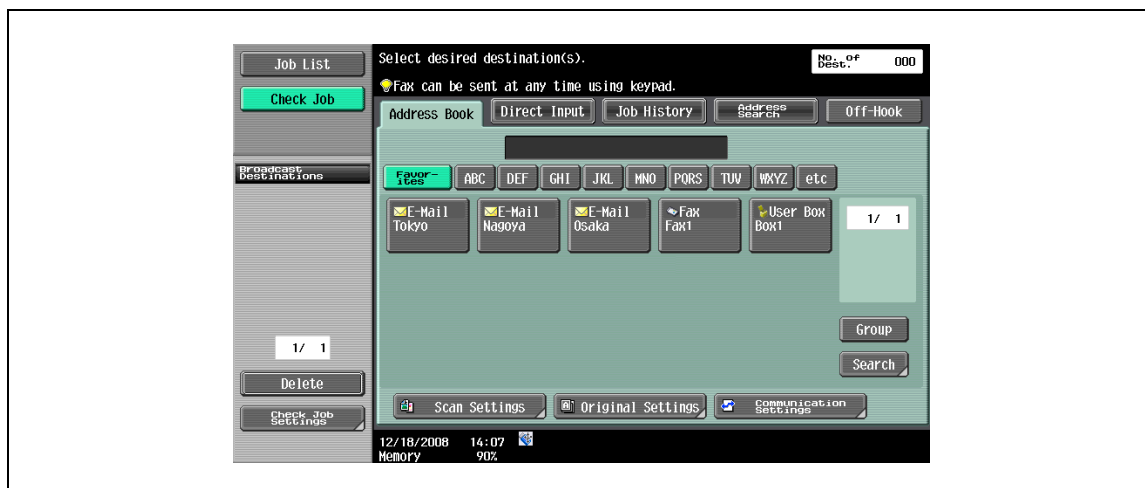 Job List
Check Job
Select desired destination(s).
No. of
Dest.
000
Fax can be sent at any time using keypad.
Address Book
Direct Input
Job History
Address
Search
Off-Hook
Broadcast
Destinations
Favor-
ites
ABC
DEF
GHI
JKL
MNO
PQRS
TUV
WXYZ
etc
E-Mail
Tokyo
E-Mail
Nagoya
E-Mail
Osaka
Fax
Fax1
User Box
Box1
1/ 1
Group
Search
1/ 1
Delete
Check Job
Settings
Scan Settings
Original Settings
Communication
Settings
12/18/2008 14:07
Memory 90%